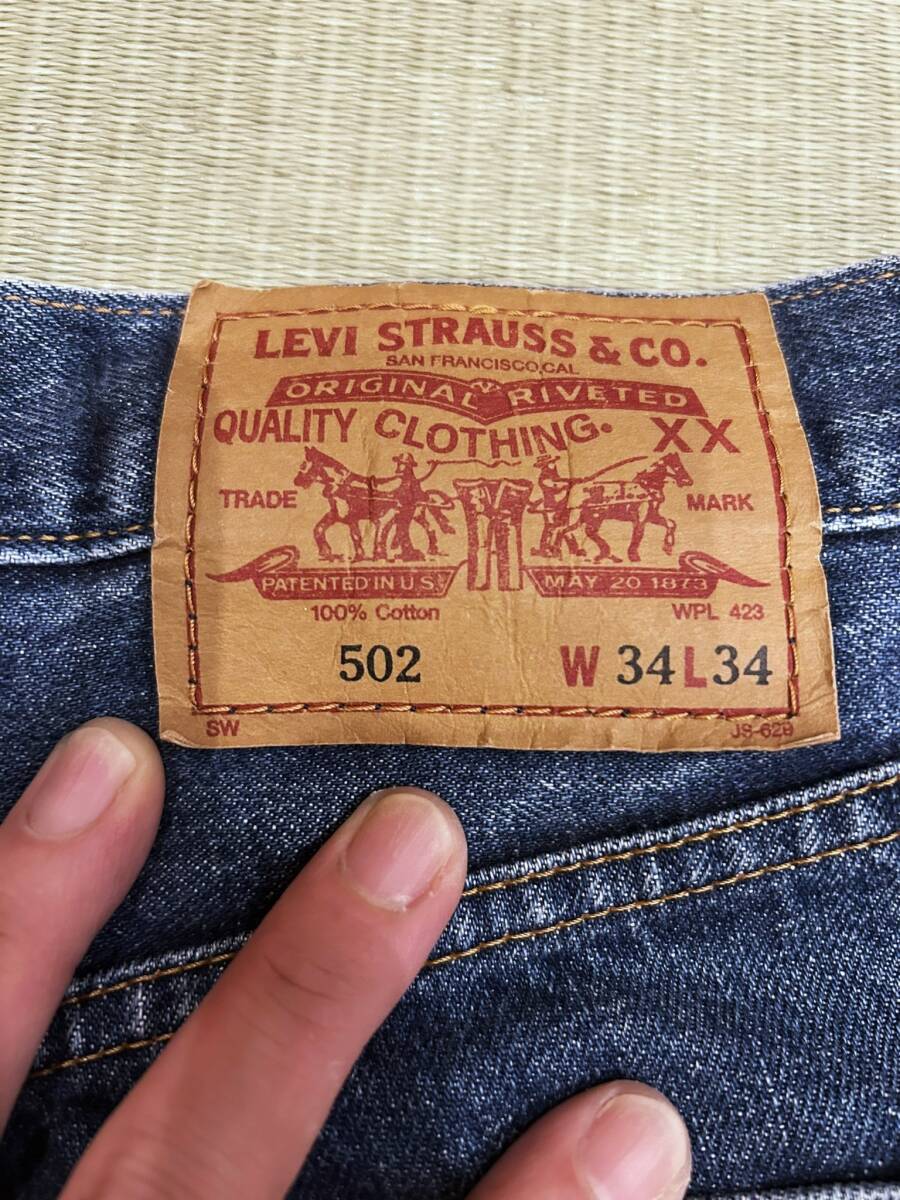 LEVI STRAUSS & CO.
SAN FRANCISCO, CAL
ORIGINAL RIVETED
QUALITY CLOTHING. XX
TRADE MARK
PATENTED IN U.S. MAY 20 1873
100% Cotton WPL 423
502 W 34 L 34
SW JS-629